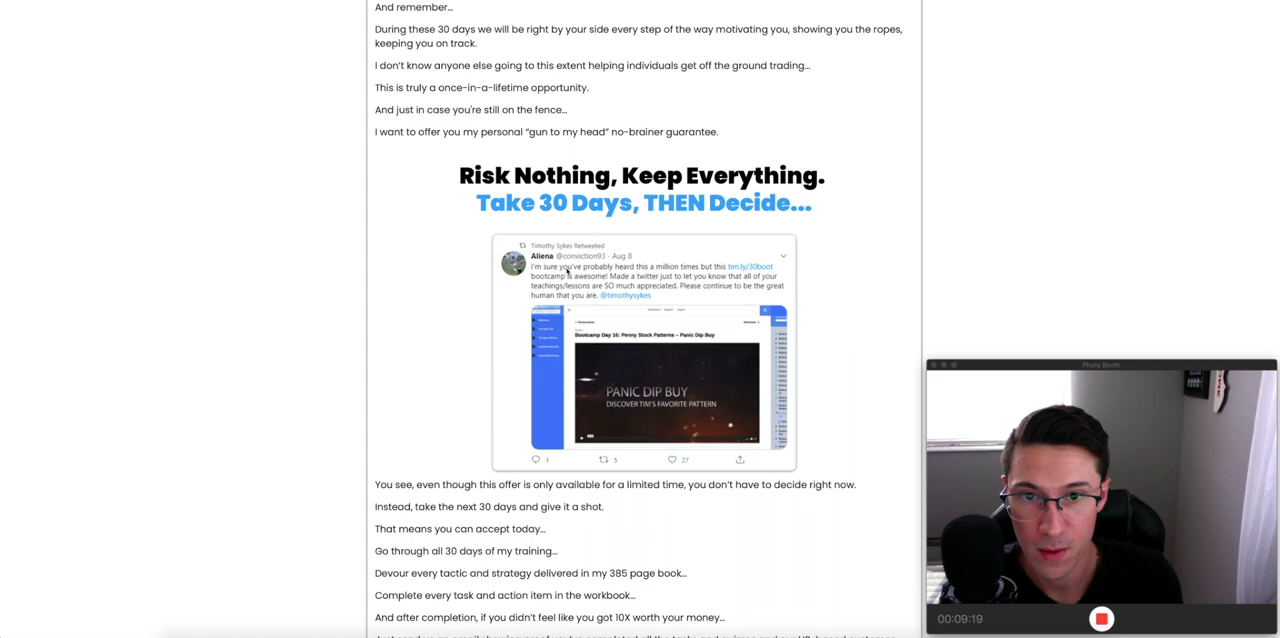 And remember…
During these 30 days we will be right by your side every step of the way motivating you, showing you the ropes,
keeping you on track.
I don’t know anyone else going to this extent helping individuals get off the ground trading…
This is truly a once-in-a-lifetime opportunity.
And just in case you're still on the fence…
I want to offer you my personal “gun to my head” no-brainer guarantee.
Risk Nothing, Keep Everything.
Take 30 Days, THEN Decide...
Timothy Sykes Retweeted
Aliena @conviction93 · Aug 8
I'm sure you've probably heard this a million times but this tim.ly/30boot
bootcamp is awesome! Made a twitter just to let you know that all of your
teachings/lessons are SO much appreciated. Please continue to be the great
human that you are. @timothysykes
Bootcamp Day 16: Penny Stock Patterns – Panic Dip Buy
PANIC DIP BUY
DISCOVER TIM'S FAVORITE PATTERN
1 3 27
You see, even though this offer is only available for a limited time, you don’t have to decide right now.
Instead, take the next 30 days and give it a shot.
That means you can accept today…
Go through all 30 days of my training…
Devour every tactic and strategy delivered in my 385 page book…
Complete every task and action item in the workbook…
And after completion, if you didn’t feel like you got 10X worth your money…
Photo Booth
00:09:19